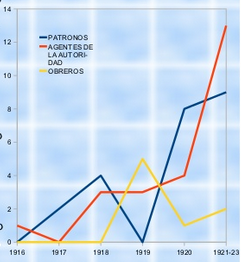 14
12
10
8
6
4
2
0
PATRONOS
AGENTES DE
LA AUTORI-
DAD
OBREROS
1916 1917 1918 1919 1920 1921-23